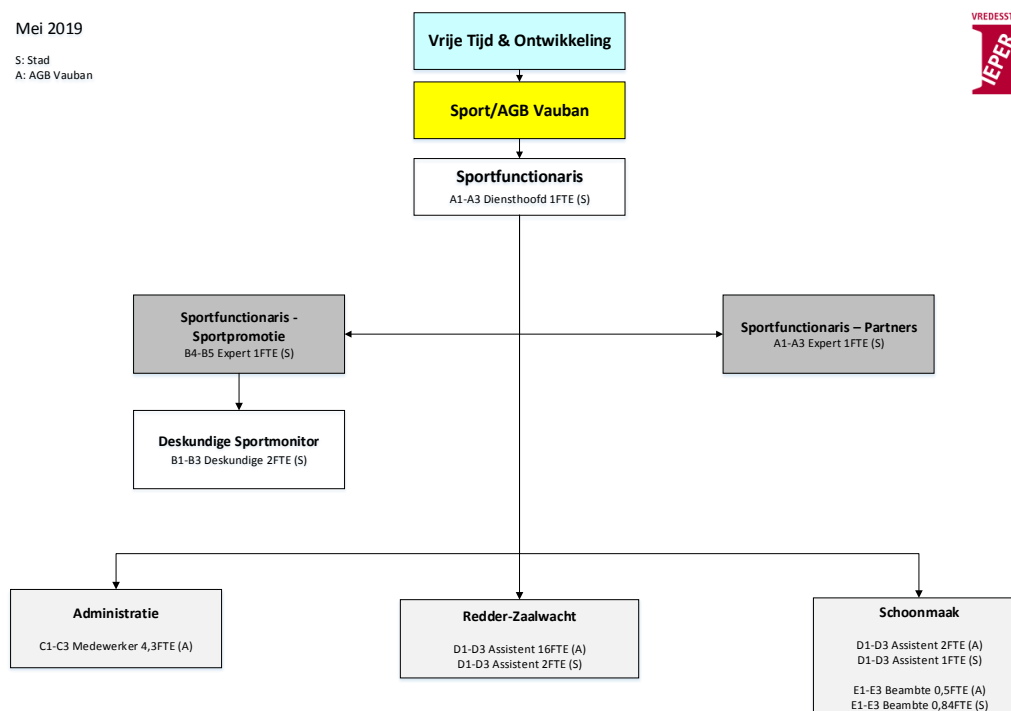 Mei 2019
S: Stad
A: AGB Vauban
VREDESST
IEPER
Vrije Tijd & Ontwikkeling
Sport/AGB Vauban
Sportfunctionaris
A1-A3 Diensthoofd 1FTE (S)
Sportfunctionaris -
Sportpromotie
B4-B5 Expert 1FTE (S)
Sportfunctionaris – Partners
A1-A3 Expert 1FTE (S)
Deskundige Sportmonitor
B1-B3 Deskundige 2FTE (S)
Administratie
C1-C3 Medewerker 4,3FTE (A)
Redder-Zaalwacht
D1-D3 Assistent 16FTE (A)
D1-D3 Assistent 2FTE (S)
Schoonmaak
D1-D3 Assistent 2FTE (A)
D1-D3 Assistent 1FTE (S)
E1-E3 Beambte 0,5FTE (A)
E1-E3 Beambte 0,84FTE (S)